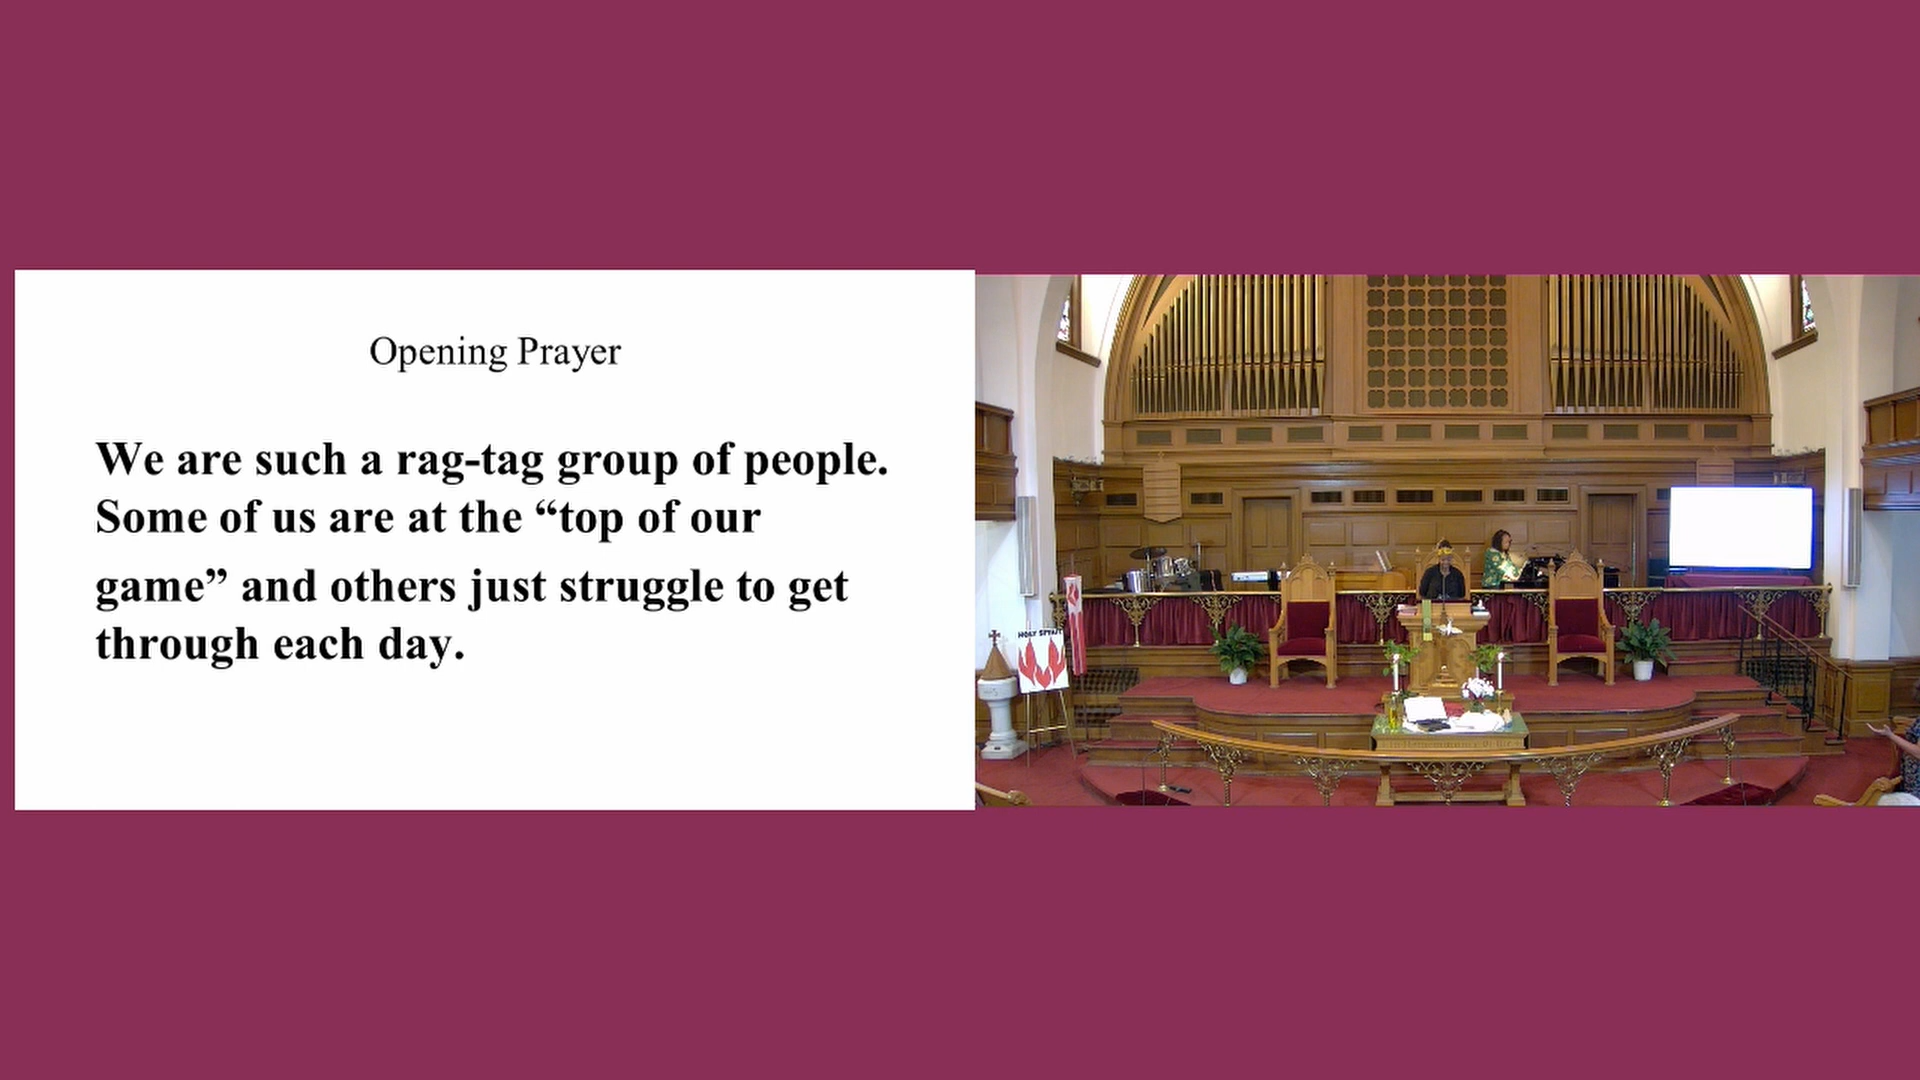 Opening Prayer
We are such a rag-tag group of people.
Some of us are at the “top of our
game” and others just struggle to get
through each day.
HOLY SPIRIT